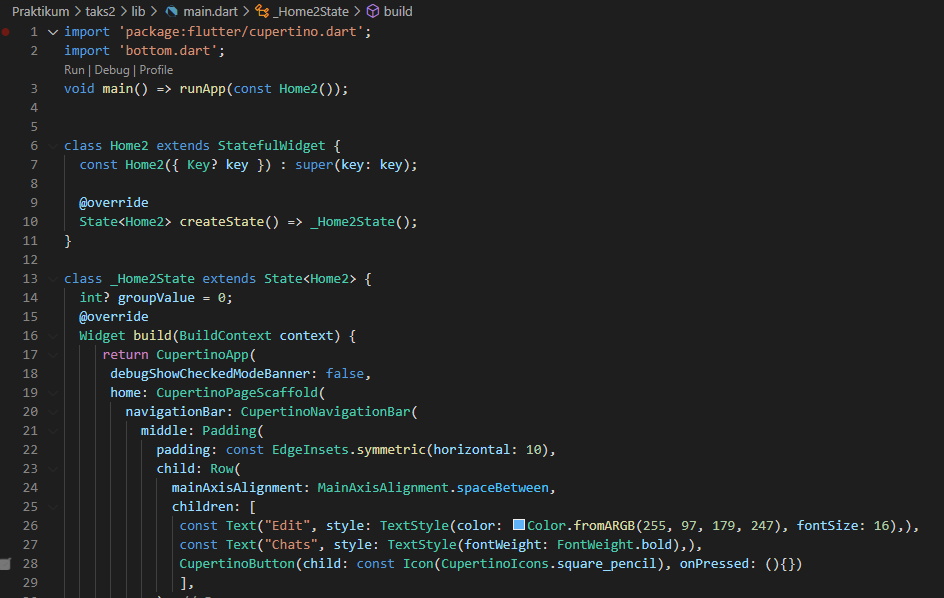 Praktikum > taks2 > lib > main.dart > _Home2State > build
1 import 'package:flutter/cupertino.dart';
2 import 'bottom.dart';
Run | Debug | Profile
3 void main() => runApp(const Home2());
4
5
6 class Home2 extends StatefulWidget {
7 const Home2({ Key? key }) : super(key: key);
8
9 @override
10 State<Home2> createState() => _Home2State();
11 }
12
13 class _Home2State extends State<Home2> {
14 int? groupValue = 0;
15 @override
16 Widget build(BuildContext context) {
17 return CupertinoApp(
18 debugShowCheckedModeBanner: false,
19 home: CupertinoPageScaffold(
20 navigationBar: CupertinoNavigationBar(
21 middle: Padding(
22 padding: const EdgeInsets.symmetric(horizontal: 10),
23 child: Row(
24 mainAxisAlignment: MainAxisAlignment.spaceBetween,
25 children: [
26 const Text("Edit", style: TextStyle(color: Color.fromARGB(255, 97, 179, 247), fontSize: 16),),
27 const Text("Chats", style: TextStyle(fontWeight: FontWeight.bold),),
28 CupertinoButton(child: const Icon(CupertinoIcons.square_pencil), onPressed: (){})
29 ],